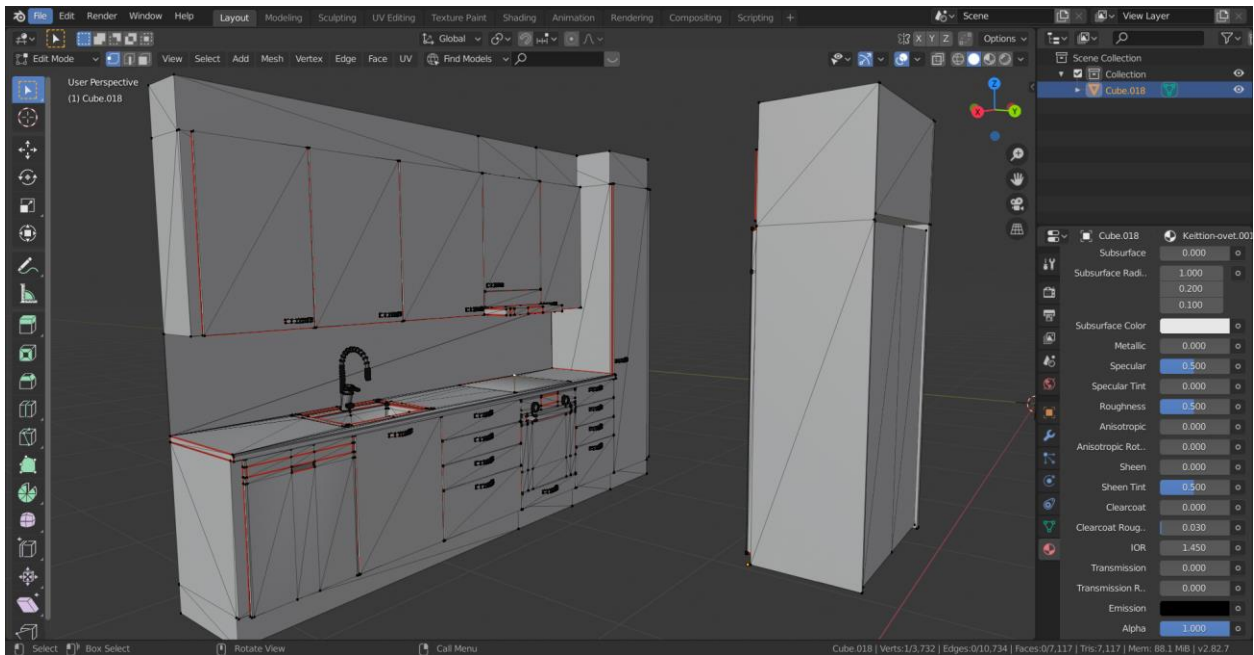 File Edit Render Window Help Layout Modeling Sculpting UV Editing Texture Paint Shading Animation Rendering Compositing Scripting + Scene View Layer
Global X Y Z Options
Edit Mode View Select Add Mesh Vertex Edge Face UV Find Models
User Perspective
(1) Cube.018
Z
X
Y
Scene Collection
Collection
Cube.018
Cube.018 Keittion-ovet.001
Subsurface 0.000
Subsurface Radi.. 1.000
0.200
0.100
Subsurface Color
Metallic 0.000
Specular 0.500
Specular Tint 0.000
Roughness 0.500
Anisotropic 0.000
Anisotropic Rot.. 0.000
Sheen 0.000
Sheen Tint 0.500
Clearcoat 0.000
Clearcoat Roug.. 0.030
IOR 1.450
Transmission 0.000
Transmission R.. 0.000
Emission
Alpha 1.000
Select Box Select Rotate View Call Menu Cube.018 | Verts:1/3,732 | Edges:0/10,734 | Faces:0/7,117 | Tris:7,117 | Mem: 88.1 MiB | v2.82.7